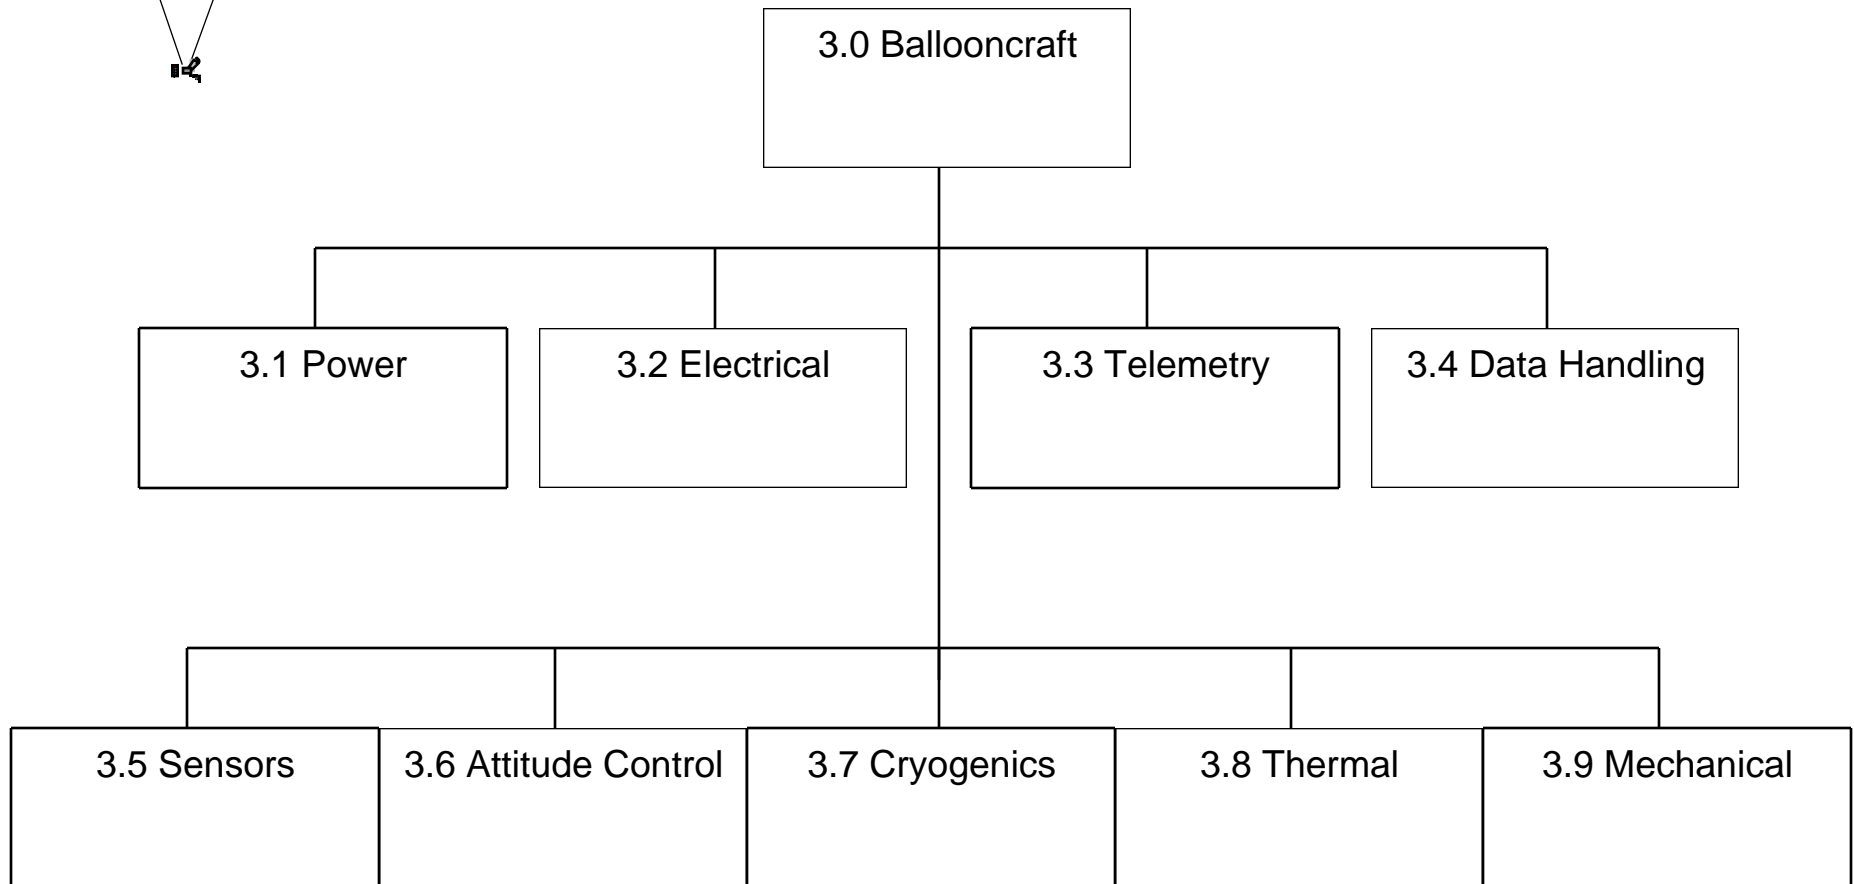 3.0 Ballooncraft
3.1 Power
3.2 Electrical
3.3 Telemetry
3.4 Data Handling
3.5 Sensors
3.6 Attitude Control
3.7 Cryogenics
3.8 Thermal
3.9 Mechanical